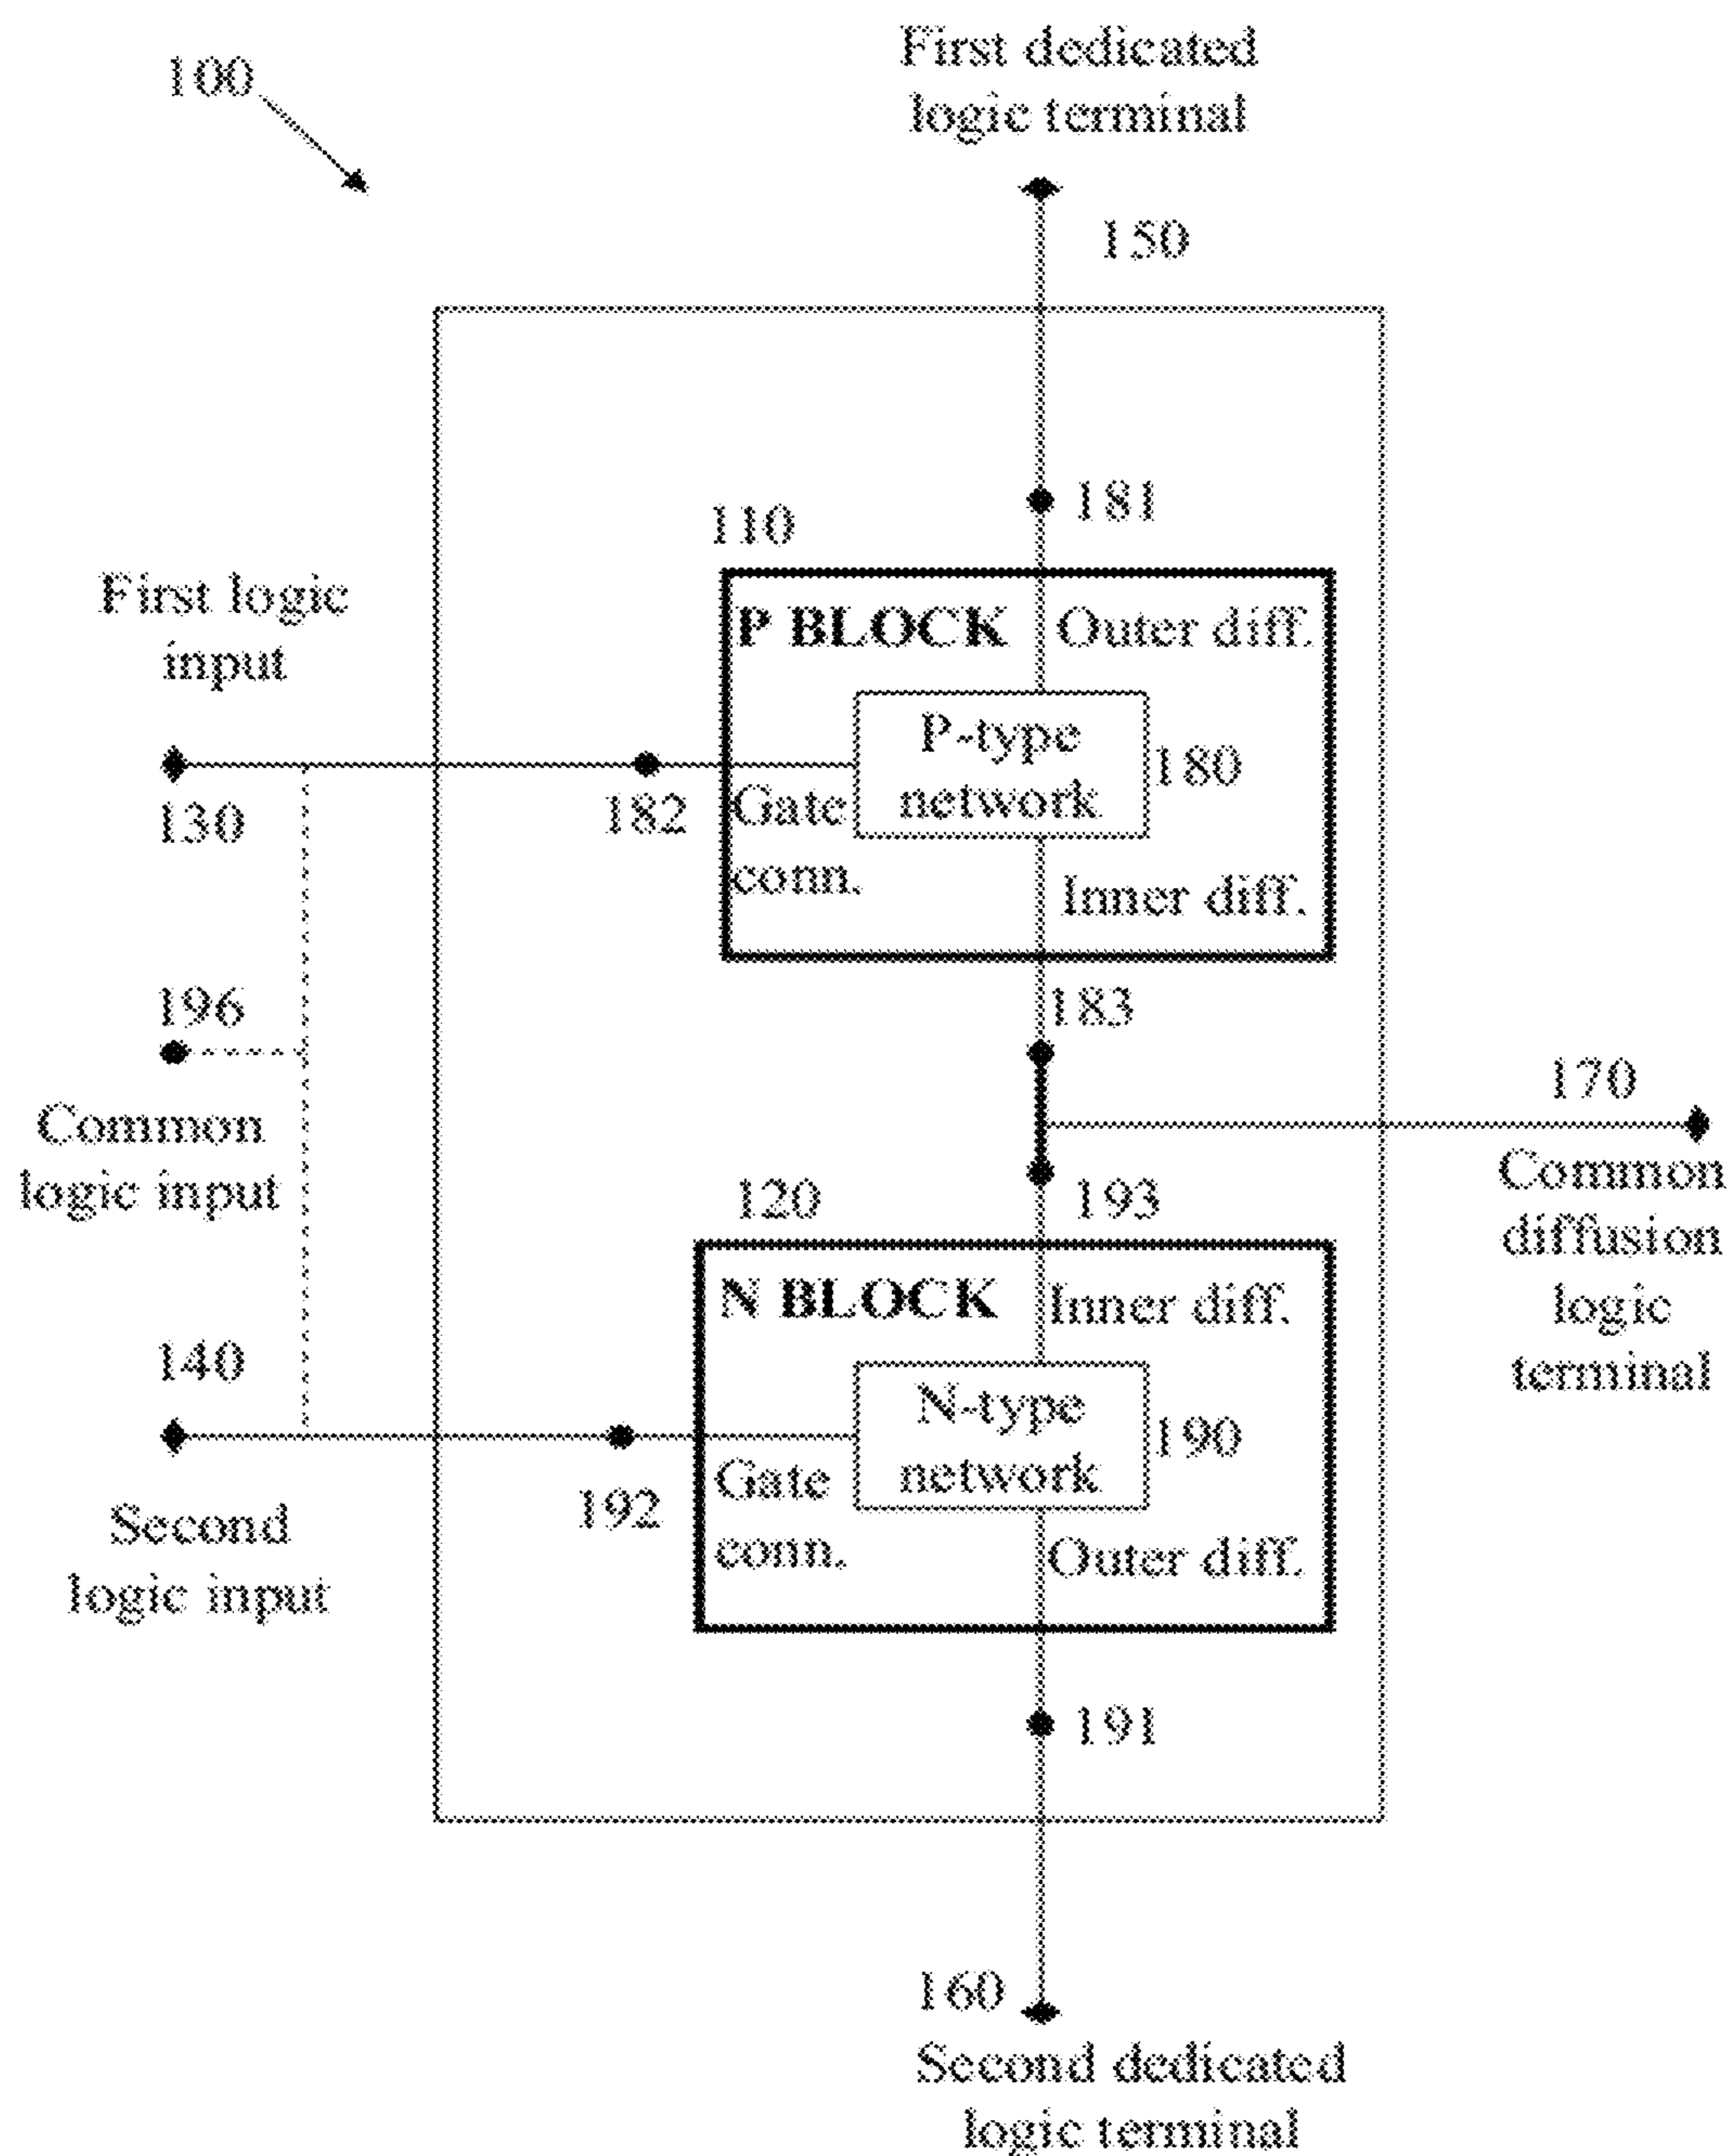 100
First dedicated
logic terminal
150
181
110
First logic
input
P BLOCK
Outer diff.
P-type
network
180
130
182
Gate
conn.
Inner diff.
196
183
Common
logic input
170
Common
diffusion
logic
terminal
120
193
N BLOCK
Inner diff.
140
N-type
network
190
192
Gate
conn.
Second
logic input
Outer diff.
191
160
Second dedicated
logic terminal